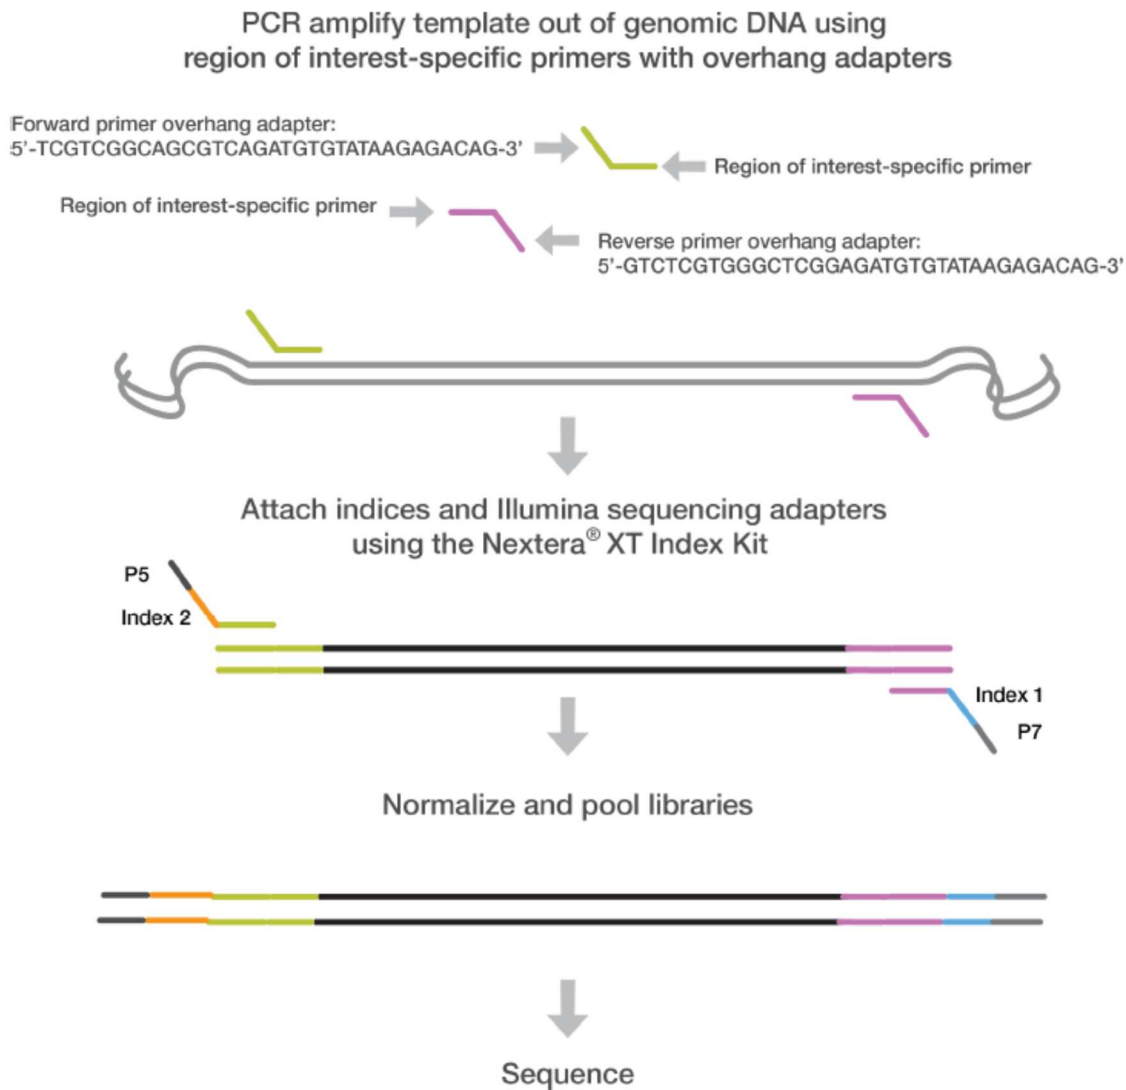 PCR amplify template out of genomic DNA using
region of interest-specific primers with overhang adapters
Forward primer overhang adapter:
5’-TCGTCGGCAGCGTCAGATGTGTATAAGAGACAG-3’
Region of interest-specific primer
Region of interest-specific primer
Reverse primer overhang adapter:
5’-GTCTCGTGGGCTCGGAGATGTGTATAAGAGACAG-3’
Attach indices and Illumina sequencing adapters
using the Nextera® XT Index Kit
P5
Index 2
Index 1
P7
Normalize and pool libraries
Sequence